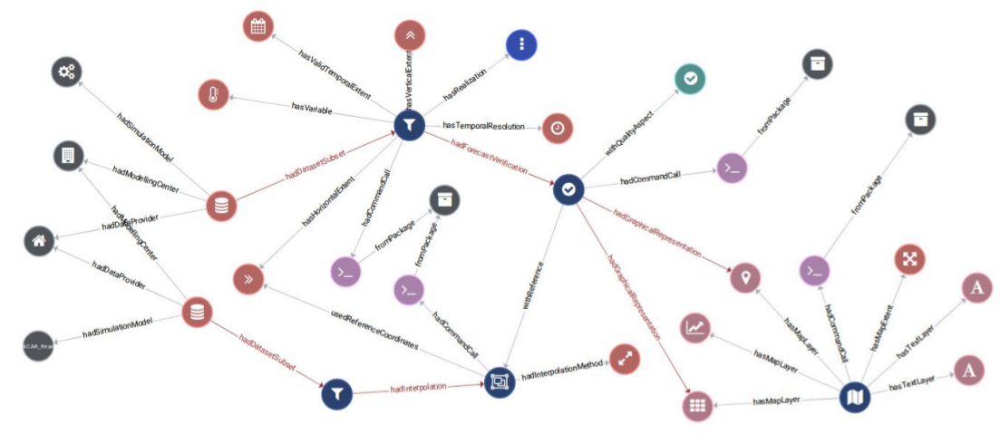 hasValidTemporalExtent
hasVerticalExtent
hasRealization
hasVariable
hasTemporalResolution
withQualityAspect
fromPackage
hadSimulationModel
hadForecastVerification
hadDatasetSubset
hadModellingCenter
hadCommandCall
hasHorizontalExtent
hadCommandCall
fromPackage
hadDataProvider
hadModellingCenter
fromPackage
fromPackage
hadGraphicalRepresentation
hadDataProvider
withReference
hadGraphicalRepresentation
usedReferenceCoordinates
hadCommandCall
hadSimulationModel
hadDatasetSubset
hadInterpolationMethod
hadInterpolation
hasMapLayer
hadCommandCall
hasMapExtent
A
hasTextLayer
hasMapLayer
A
hasTextLayer
hasMapLayer